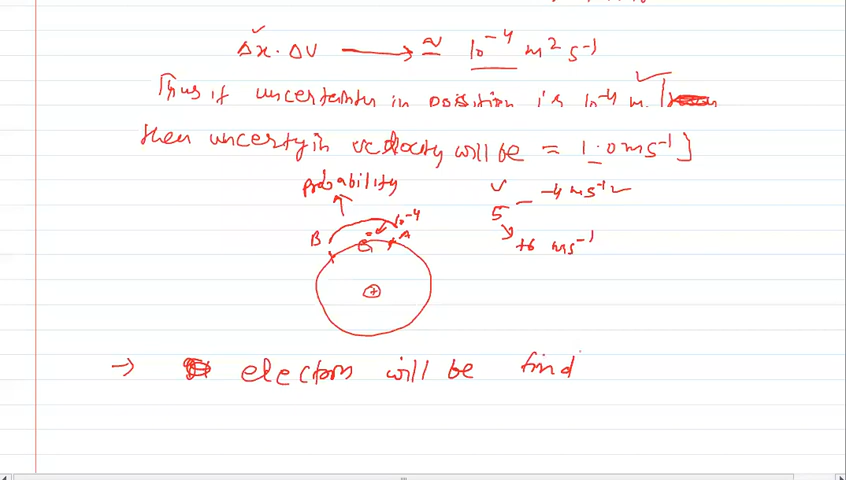 Δx · ΔV ⟶ ≅ 10⁻⁴ m² s⁻¹
Thus if uncertainty in position is 10⁻⁴ m
then uncerty in velocity will be = 1.0 ms⁻¹]
probability
5 -4 ms⁻¹
10⁻⁴
B A
+6 ms⁻¹
+
→ electron will be find